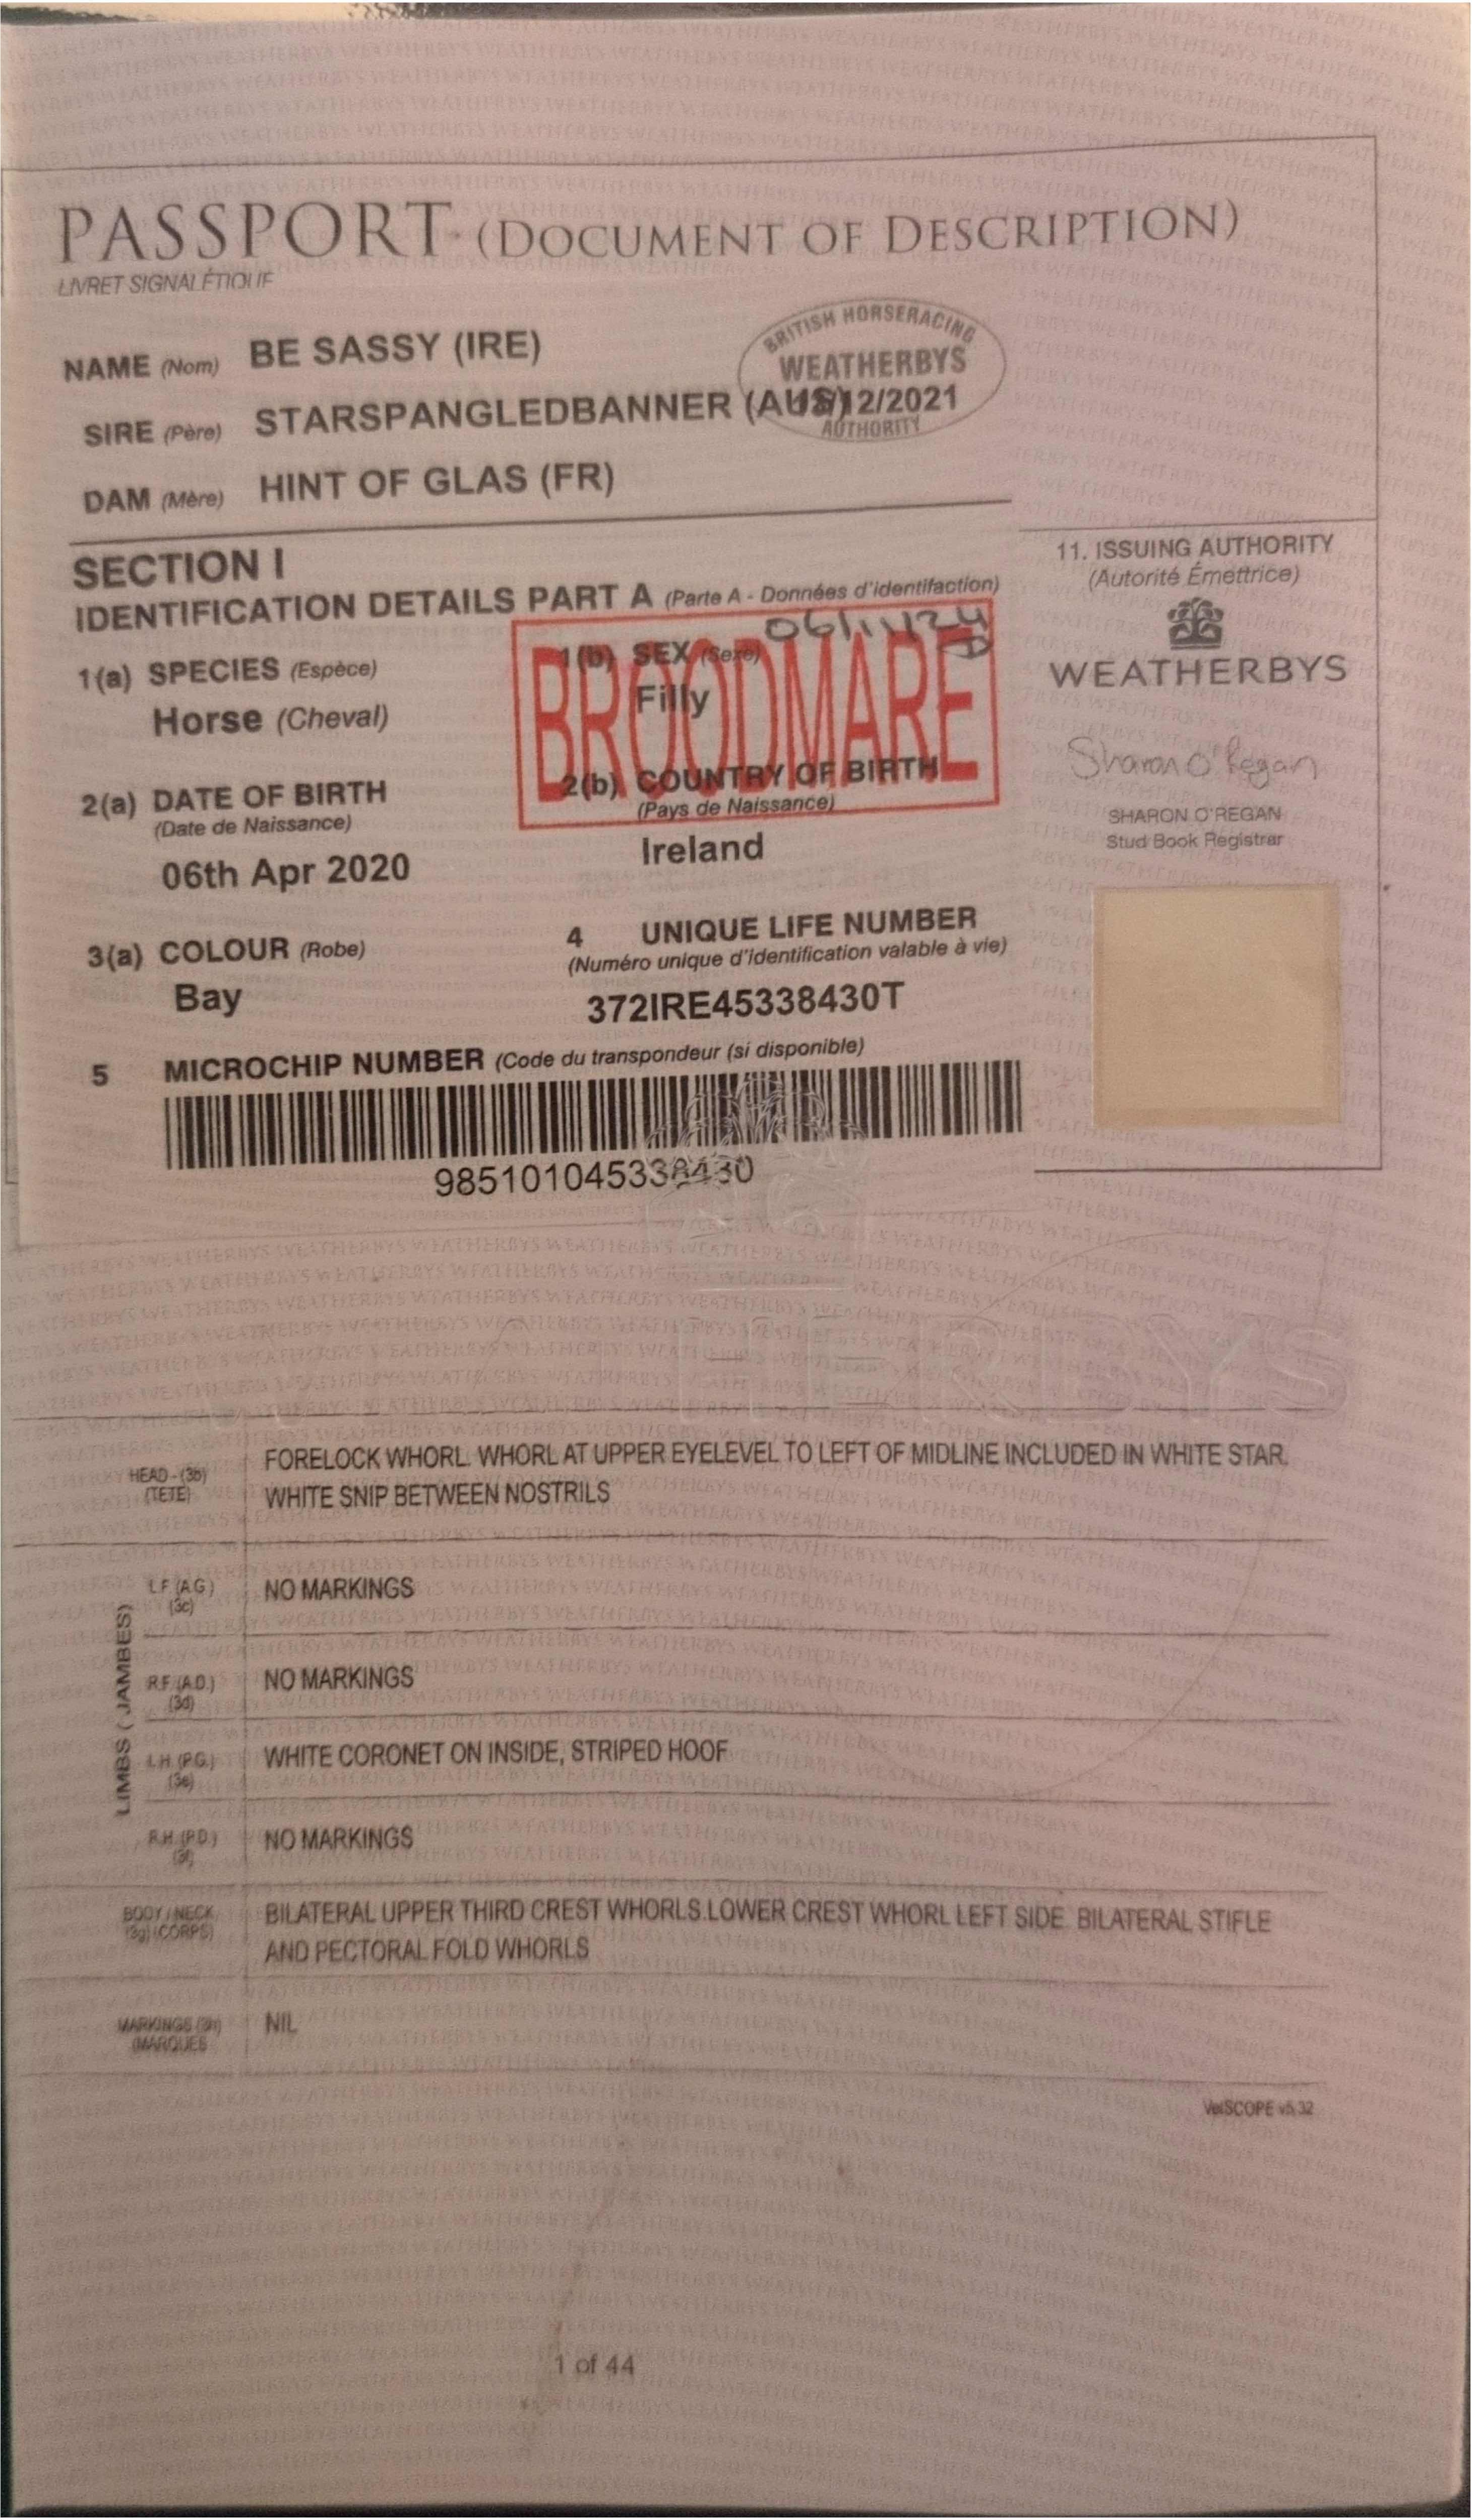 PASSPORT (DOCUMENT OF DESCRIPTION)
LIVRET SIGNALÉTIQUE
NAME (Nom) BE SASSY (IRE)
SIRE (Père) STARSPANGLEDBANNER (AUS)
DAM (Mère) HINT OF GLAS (FR)
BRITISH HORSERACING
WEATHERBYS
/12/2021
AUTHORITY
SECTION I
IDENTIFICATION DETAILS PART A (Parte A - Données d'identifaction)
06/11/24
BROODMARE
1(a) SPECIES (Espèce)
Horse (Cheval)
1(b) SEX (Sexe)
Filly
2(a) DATE OF BIRTH
(Date de Naissance)
06th Apr 2020
2(b) COUNTRY OF BIRTH
(Pays de Naissance)
Ireland
3(a) COLOUR (Robe)
Bay
4 UNIQUE LIFE NUMBER
(Numéro unique d'identification valable à vie)
372IRE45338430T
5 MICROCHIP NUMBER (Code du transpondeur (si disponible)
985101045338430
11. ISSUING AUTHORITY
(Autorité Émettrice)
WEATHERBYS
Sharon O'Regan
SHARON O'REGAN
Stud Book Registrar
HEAD - (3b)
(TETE)
FORELOCK WHORL. WHORL AT UPPER EYELEVEL TO LEFT OF MIDLINE INCLUDED IN WHITE STAR.
WHITE SNIP BETWEEN NOSTRILS
LIMBS ( JAMBES)
L.F (A.G.)
(3c)
NO MARKINGS
R.F. (A.D.)
(3d)
NO MARKINGS
L.H. (P.G.)
(3e)
WHITE CORONET ON INSIDE, STRIPED HOOF
R.H. (P.D.)
(3f)
NO MARKINGS
BODY / NECK
(3g) (CORPS)
BILATERAL UPPER THIRD CREST WHORLS.LOWER CREST WHORL LEFT SIDE. BILATERAL STIFLE
AND PECTORAL FOLD WHORLS
MARKINGS (3h)
(MARQUES
NIL
VetSCOPE v5.32
1 of 44